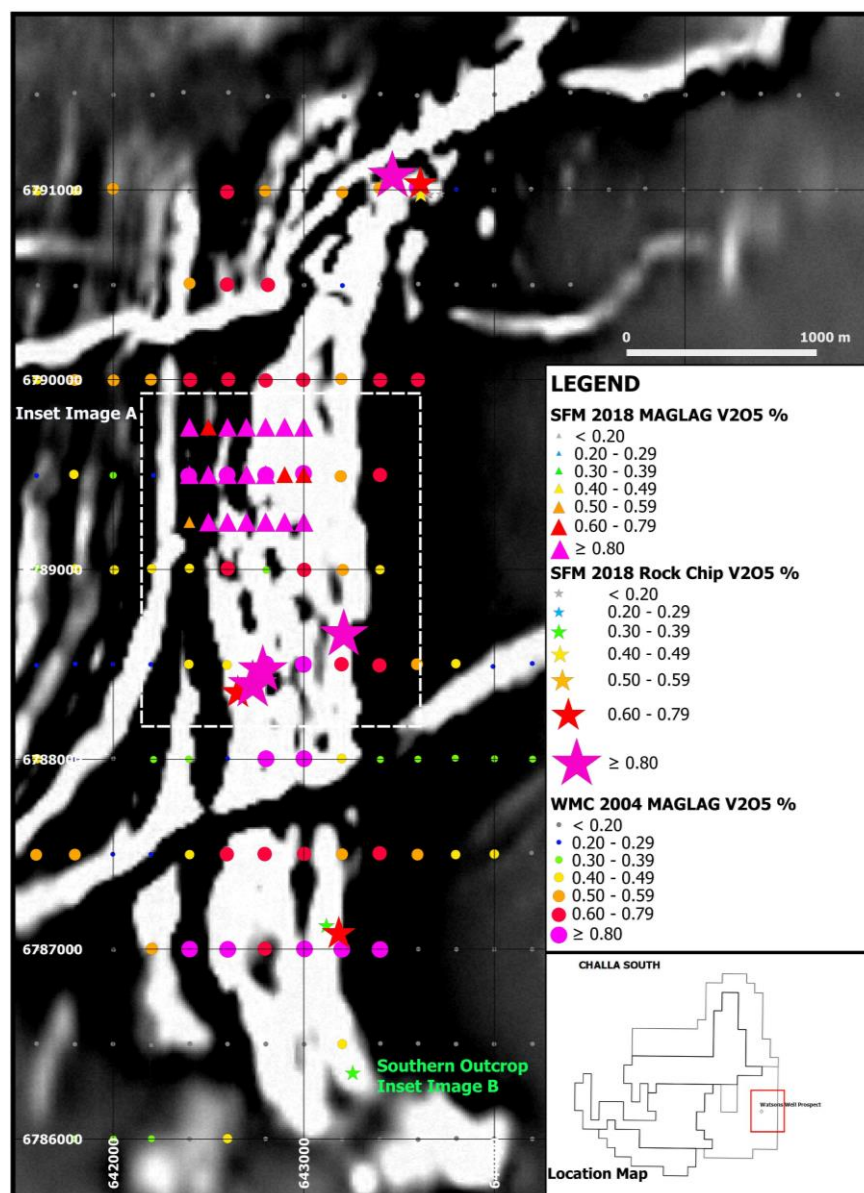 6791000
0
1000 m
6790000
Inset Image A
LEGEND
SFM 2018 MAGLAG V2O5 %
< 0.20
0.20 - 0.29
0.30 - 0.39
0.40 - 0.49
0.50 - 0.59
0.60 - 0.79
≥ 0.80
6789000
SFM 2018 Rock Chip V2O5 %
< 0.20
0.20 - 0.29
0.30 - 0.39
0.40 - 0.49
0.50 - 0.59
0.60 - 0.79
≥ 0.80
6788000
WMC 2004 MAGLAG V2O5 %
< 0.20
0.20 - 0.29
0.30 - 0.39
0.40 - 0.49
0.50 - 0.59
0.60 - 0.79
≥ 0.80
6787000
CHALLA SOUTH
Southern Outcrop
Inset Image B
Watsons Well Prospect
6786000
642000
643000
Location Map